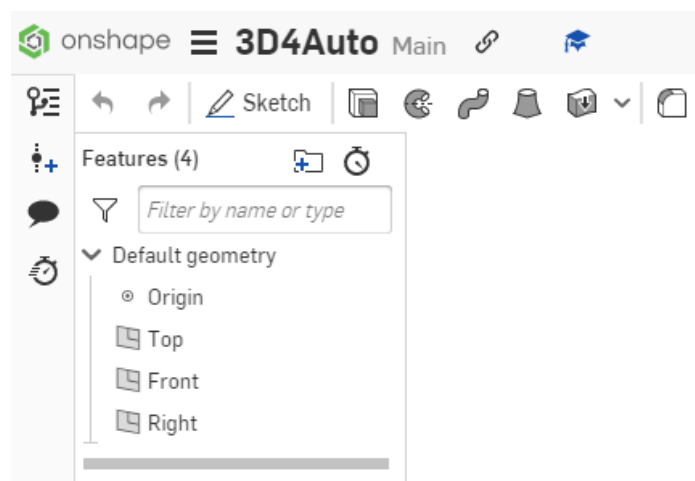 onshape 3D4Auto Main
Sketch
Features (4)
Filter by name or type
Default geometry
Origin
Top
Front
Right